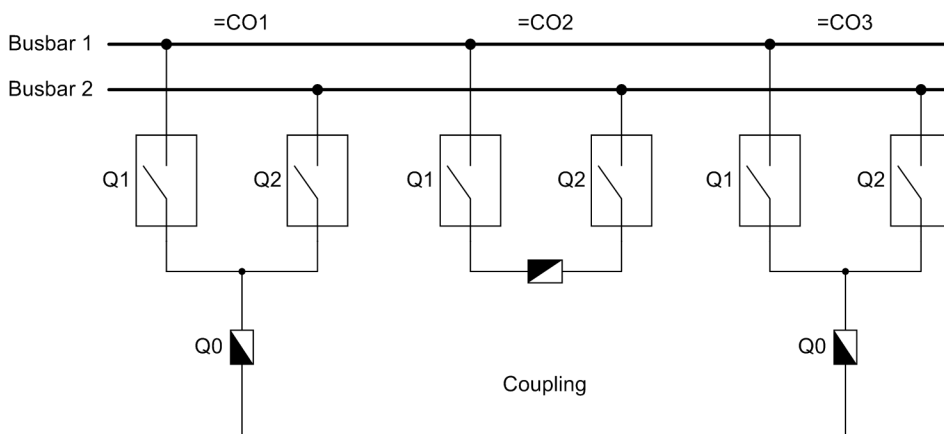 =CO1 =CO2 =CO3
Busbar 1
Busbar 2
Q1 Q2 Q1 Q2 Q1 Q2
Q0 Q0
Coupling